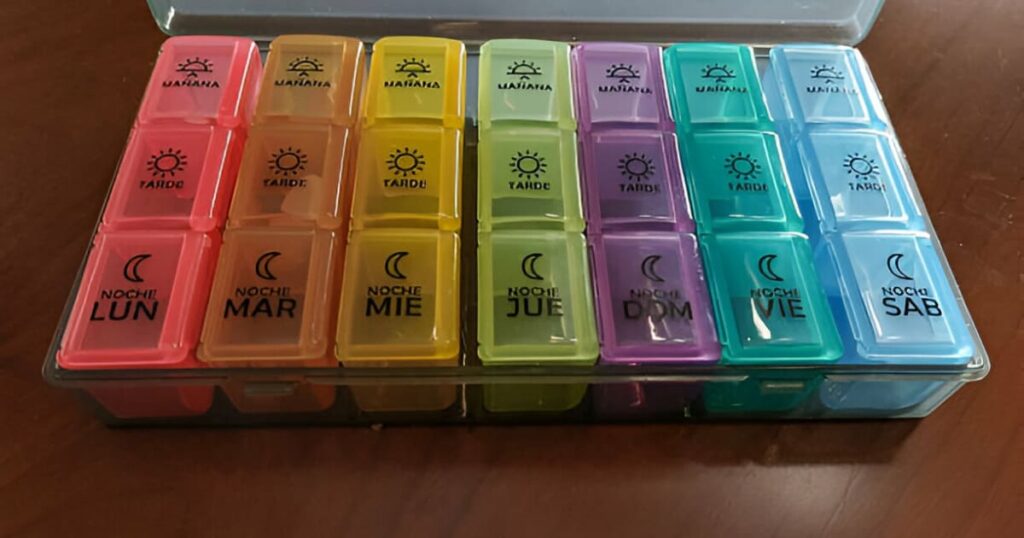 MAÑANA MAÑANA MAÑANA MAÑANA MAÑANA MAÑANA MAÑANA
TARDE TARDE TARDE TARDE TARDE TARDE TARDE
NOCHE NOCHE NOCHE NOCHE NOCHE NOCHE NOCHE
LUN MAR MIE JUE DOM VIE SAB